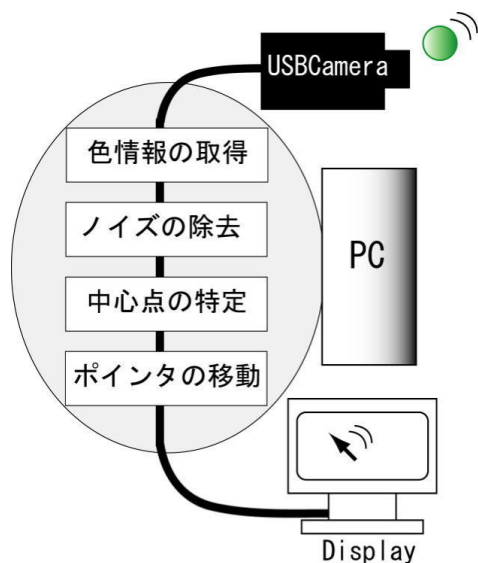 USBCamera
色情報の取得
ノイズの除去
中心点の特定
ポインタの移動
PC
Display